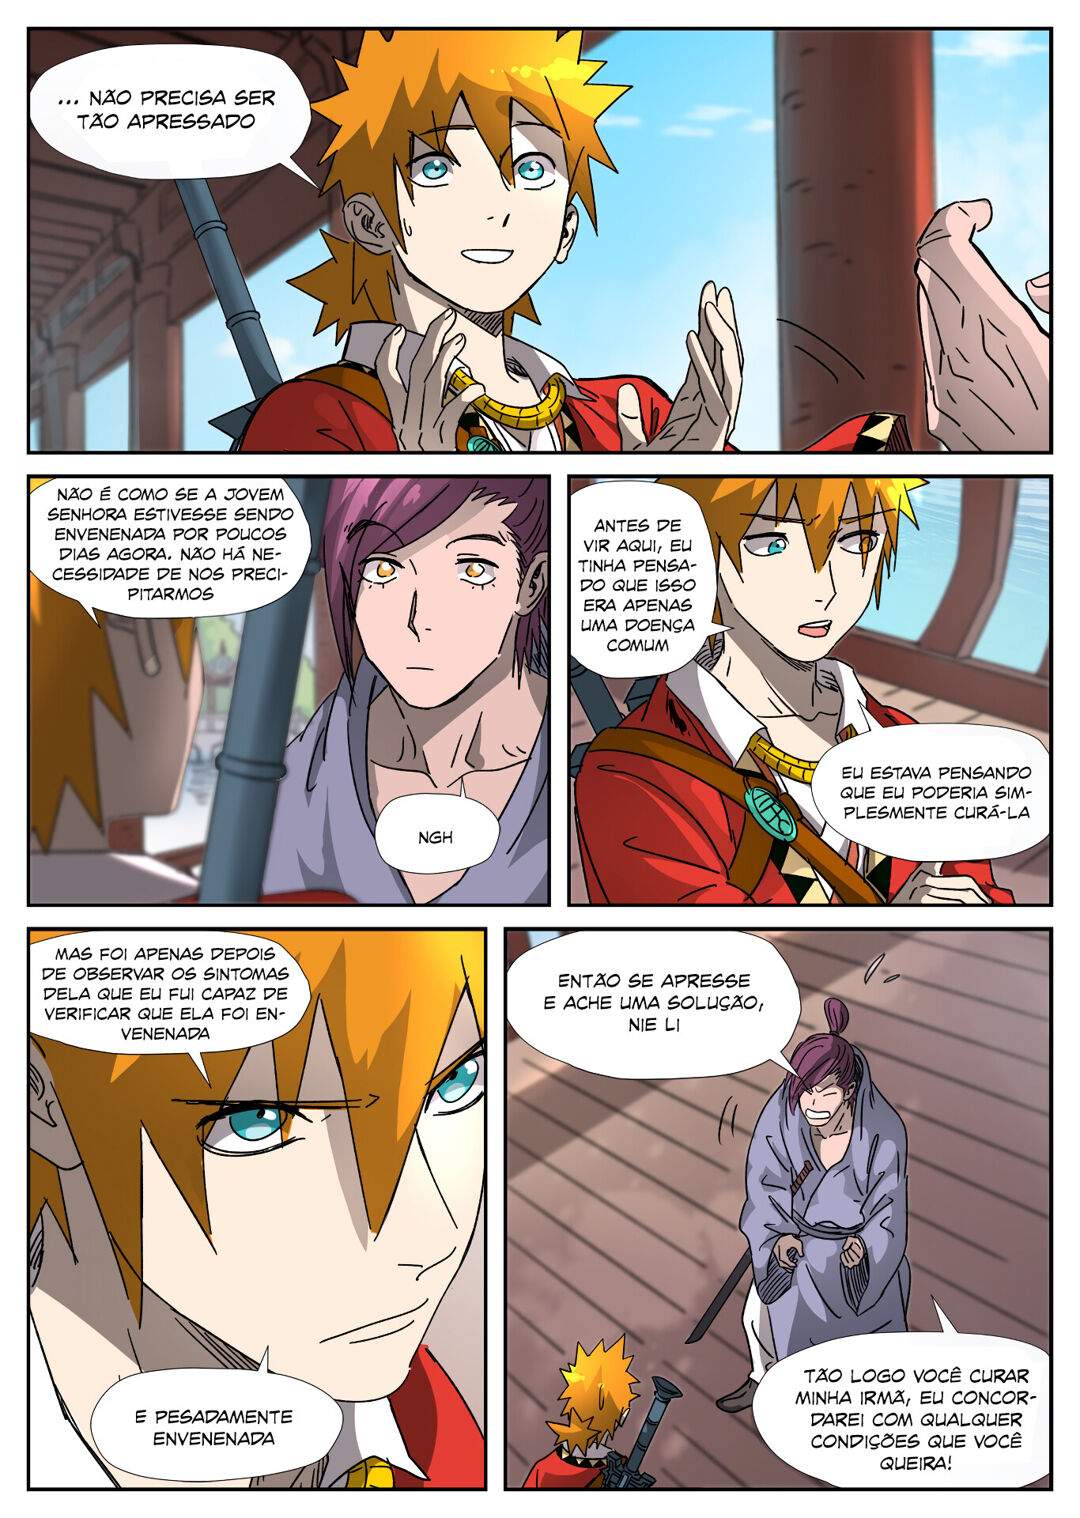 ... NÃO PRECISA SER
TÃO APRESSADO
NÃO É COMO SE A JOVEM
SENHORA ESTIVESSE SENDO
ENVENENADA POR POUCOS
DIAS AGORA. NÃO HÁ NE-
CESSIDADE DE NOS PRECI-
PITARMOS
NGH
ANTES DE
VIR AQUI, EU
TINHA PENSA-
DO QUE ISSO
ERA APENAS
UMA DOENÇA
COMUM
EU ESTAVA PENSANDO
QUE EU PODERIA SIM-
PLESMENTE CURÁ-LA
MAS FOI APENAS DEPOIS
DE OBSERVAR OS SINTOMAS
DELA QUE EU FUI CAPAZ DE
VERIFICAR QUE ELA FOI EN-
VENENADA
E PESADAMENTE
ENVENENADA
ENTÃO SE APRESSE
E ACHE UMA SOLUÇÃO,
NIE LI
TÃO LOGO VOCÊ CURAR
MINHA IRMÃ, EU CONCOR-
DAREI COM QUALQUER
CONDIÇÕES QUE VOCÊ
QUEIRA!